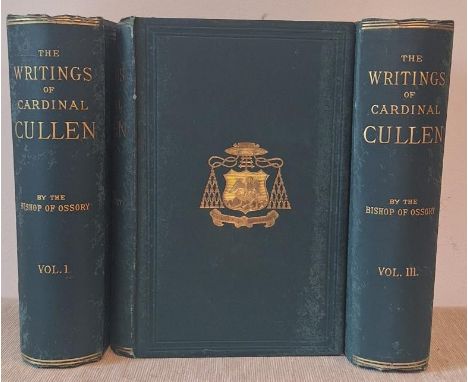 THE
WRITINGS
OF
CARDINAL
CULLEN
BY THE
BISHOP OF OSSORY
VOL. I.
THE
WRITINGS
OF
CARDINAL
CULLEN
BY THE
BISHOP OF OSSORY
VOL. III.